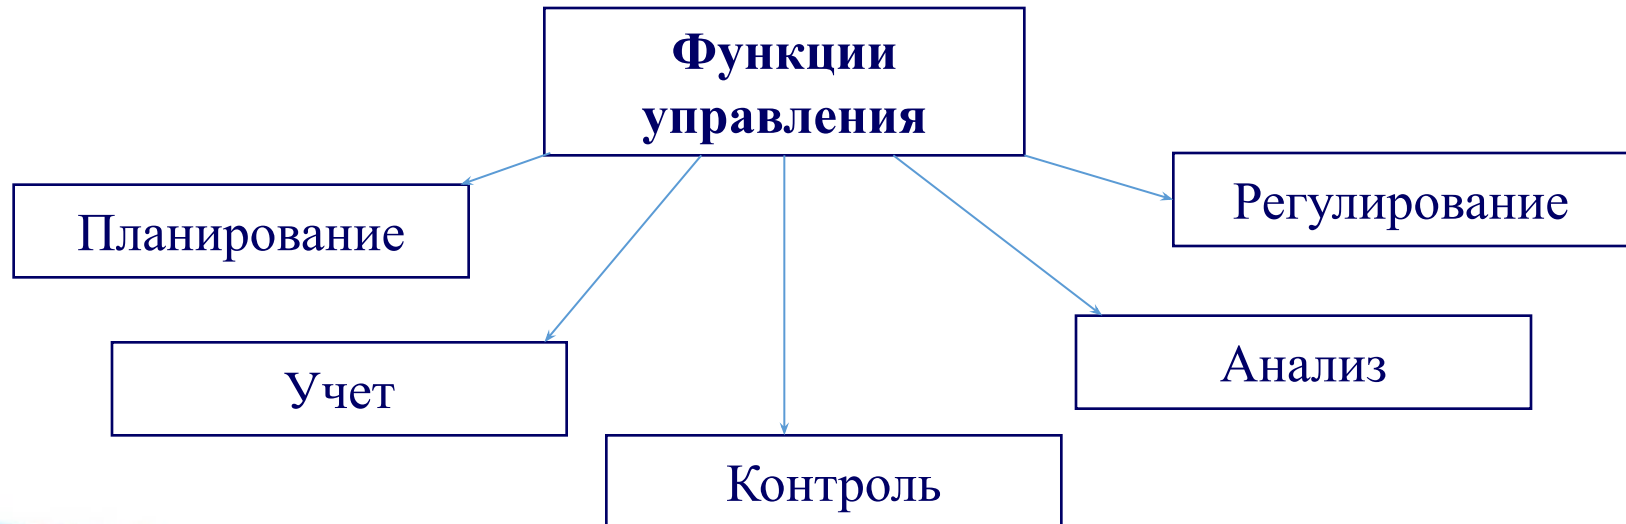 Функции
управления
Планирование
Регулирование
Учет
Анализ
Контроль